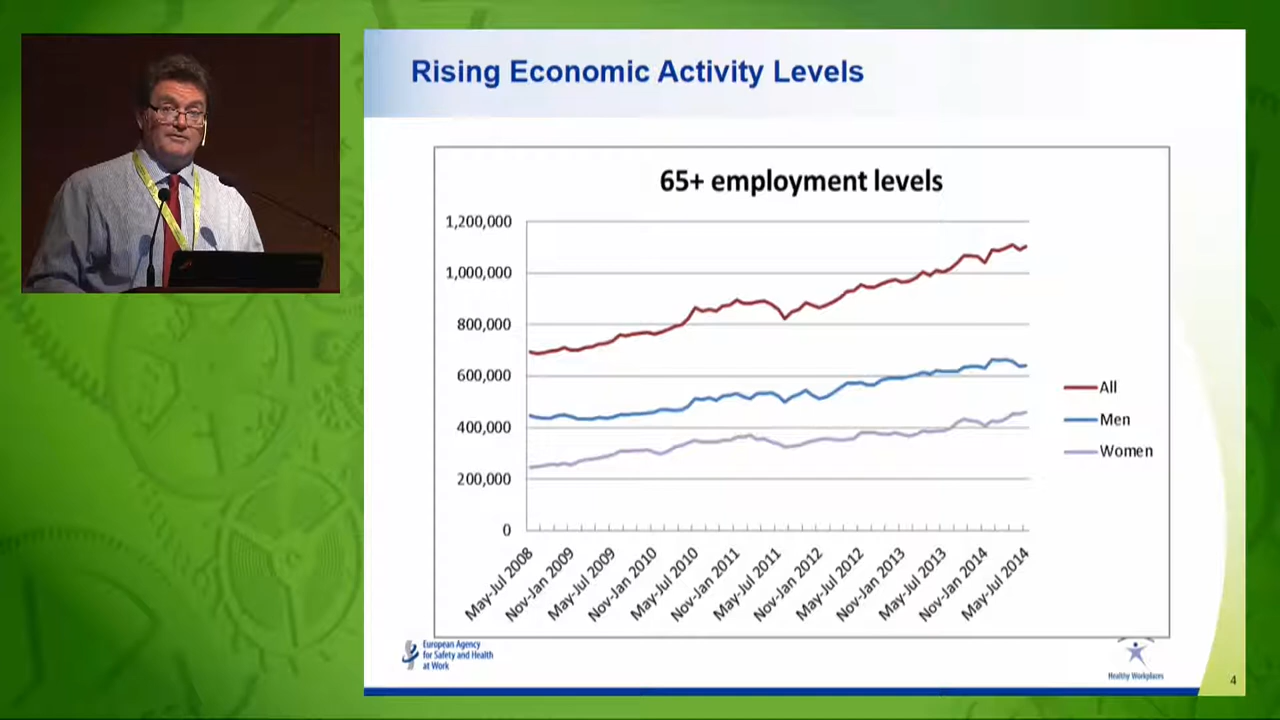 Rising Economic Activity Levels
65+ employment levels
1,200,000
1,000,000
800,000
600,000
400,000
200,000
0
All
Men
Women
May-Jul 2008
Nov-Jan 2009
May-Jul 2009
Nov-Jan 2010
May-Jul 2010
Nov-Jan 2011
May-Jul 2011
Nov-Jan 2012
May-Jul 2012
Nov-Jan 2013
May-Jul 2013
Nov-Jan 2014
May-Jul 2014
European Agency
for Safety and Health
at Work
Healthy Workplaces
4